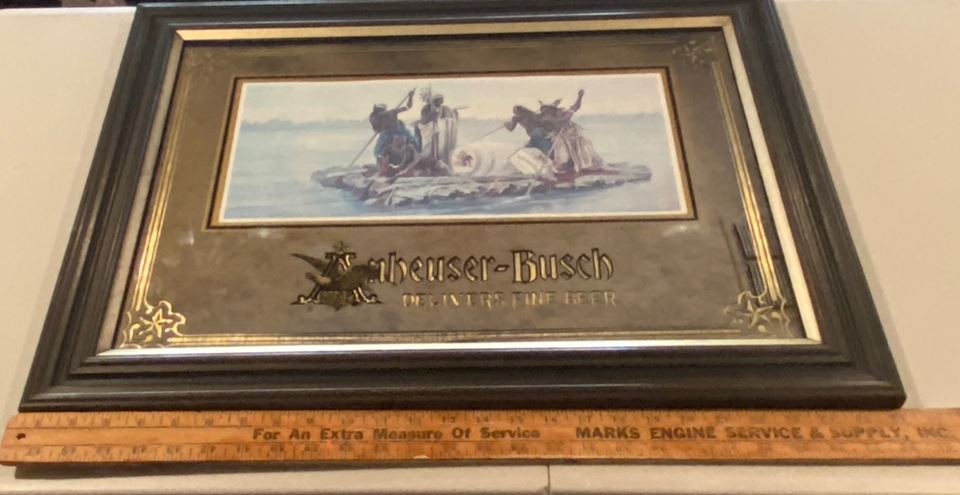 Anheuser-Busch
DELIVERS FINE BEER
For An Extra Measure Of Service MARKS ENGINE SERVICE & SUPPLY, INC.